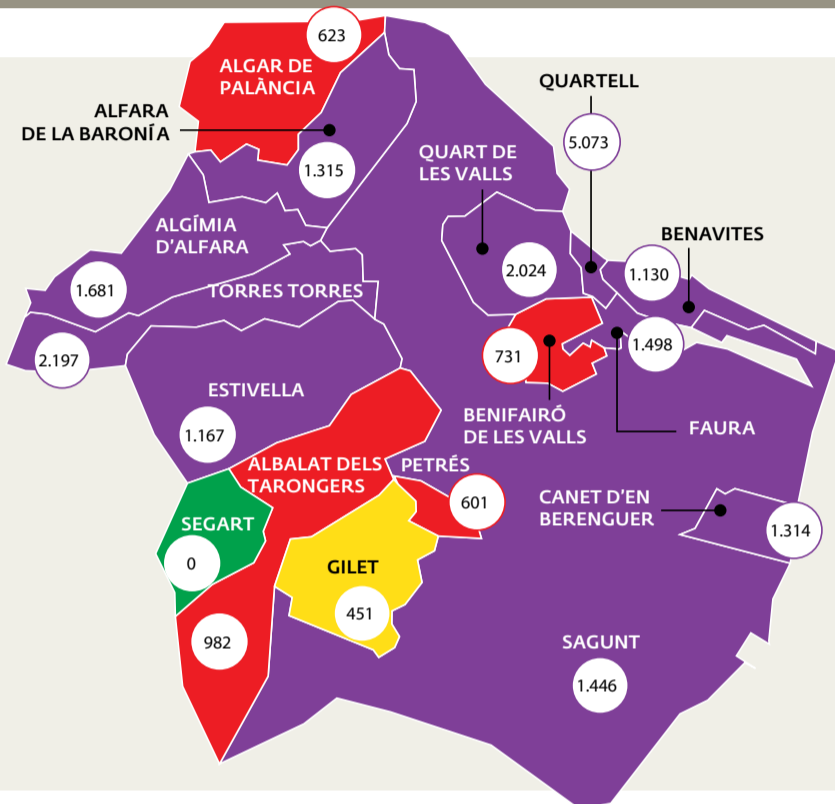 623
ALGAR DE
PALÀNCIA
ALFARA
DE LA BARONÍA
1.315
QUARTELL
5.073
QUART DE
LES VALLS
2.024
BENAVITES
1.130
ALGÍMIA
D'ALFARA
1.681
TORRES TORRES
2.197
731
1.498
ESTIVELLA
1.167
BENIFAIRÓ
DE LES VALLS
FAURA
ALBALAT DELS
TARONGERS
PETRÉS
601
CANET D'EN
BERENGUER
1.314
SEGART
0
GILET
451
982
SAGUNT
1.446